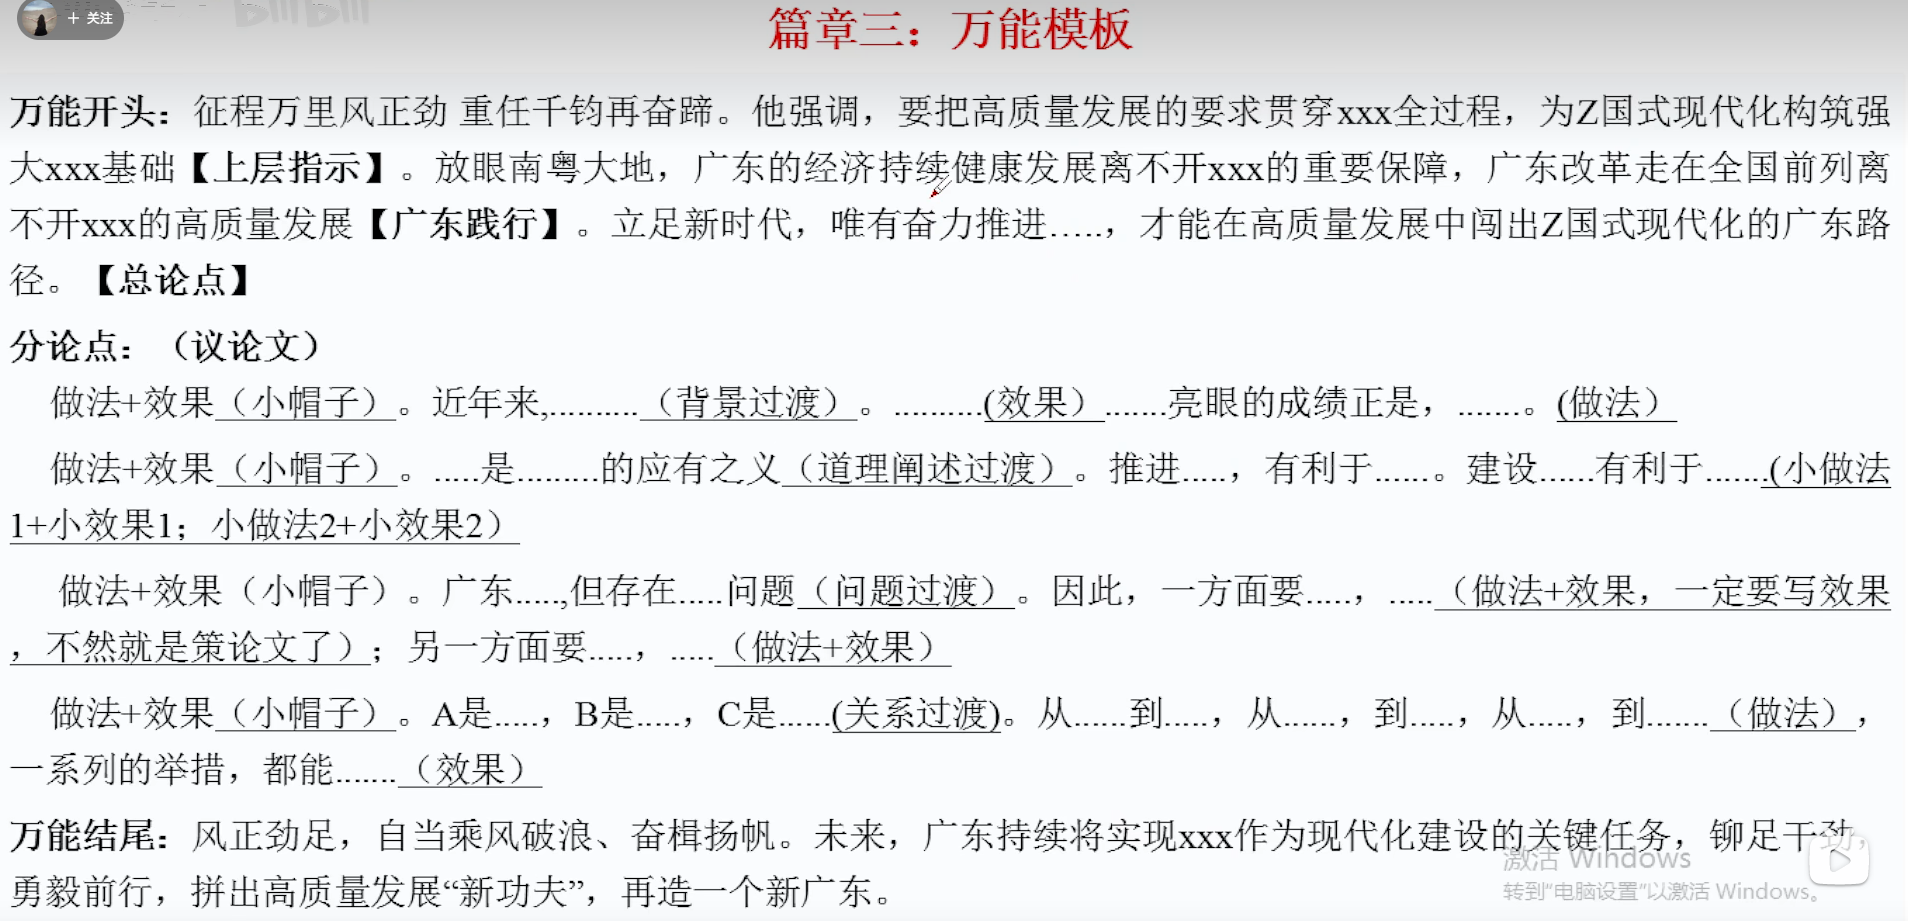 + 关注
bilibili
篇章三：万能模板
万能开头：征程万里风正劲 重任千钧再奋蹄。他强调，要把高质量发展的要求贯穿xxx全过程，为Z国式现代化构筑强
大xxx基础【上层指示】。放眼南粤大地，广东的经济持续健康发展离不开xxx的重要保障，广东改革走在全国前列离
不开xxx的高质量发展【广东践行】。立足新时代，唯有奋力推进.....，才能在高质量发展中闯出Z国式现代化的广东路
径。【总论点】
分论点：（议论文）
做法+效果（小帽子）。近年来,..........（背景过渡）。..........(效果）.......亮眼的成绩正是，.......。(做法）
做法+效果（小帽子）。.....是.........的应有之义（道理阐述过渡）。推进.....，有利于......。建设......有利于.......(小做法
1+小效果1；小做法2+小效果2）
做法+效果（小帽子）。广东.....,但存在.....问题（问题过渡）。因此，一方面要.....，.....（做法+效果，一定要写效果
，不然就是策论文了）；另一方面要.....，.....（做法+效果）
做法+效果（小帽子）。A是.....，B是.....，C是......(关系过渡)。从......到.....，从......，到.....，从.....，到.......（做法），
一系列的举措，都能.......（效果）
万能结尾：风正劲足，自当乘风破浪、奋楫扬帆。未来，广东持续将实现xxx作为现代化建设的关键任务，铆足干劲，
勇毅前行，拼出高质量发展“新功夫”，再造一个新广东。
激活 Windows
转到“电脑设置”以激活 Windows。